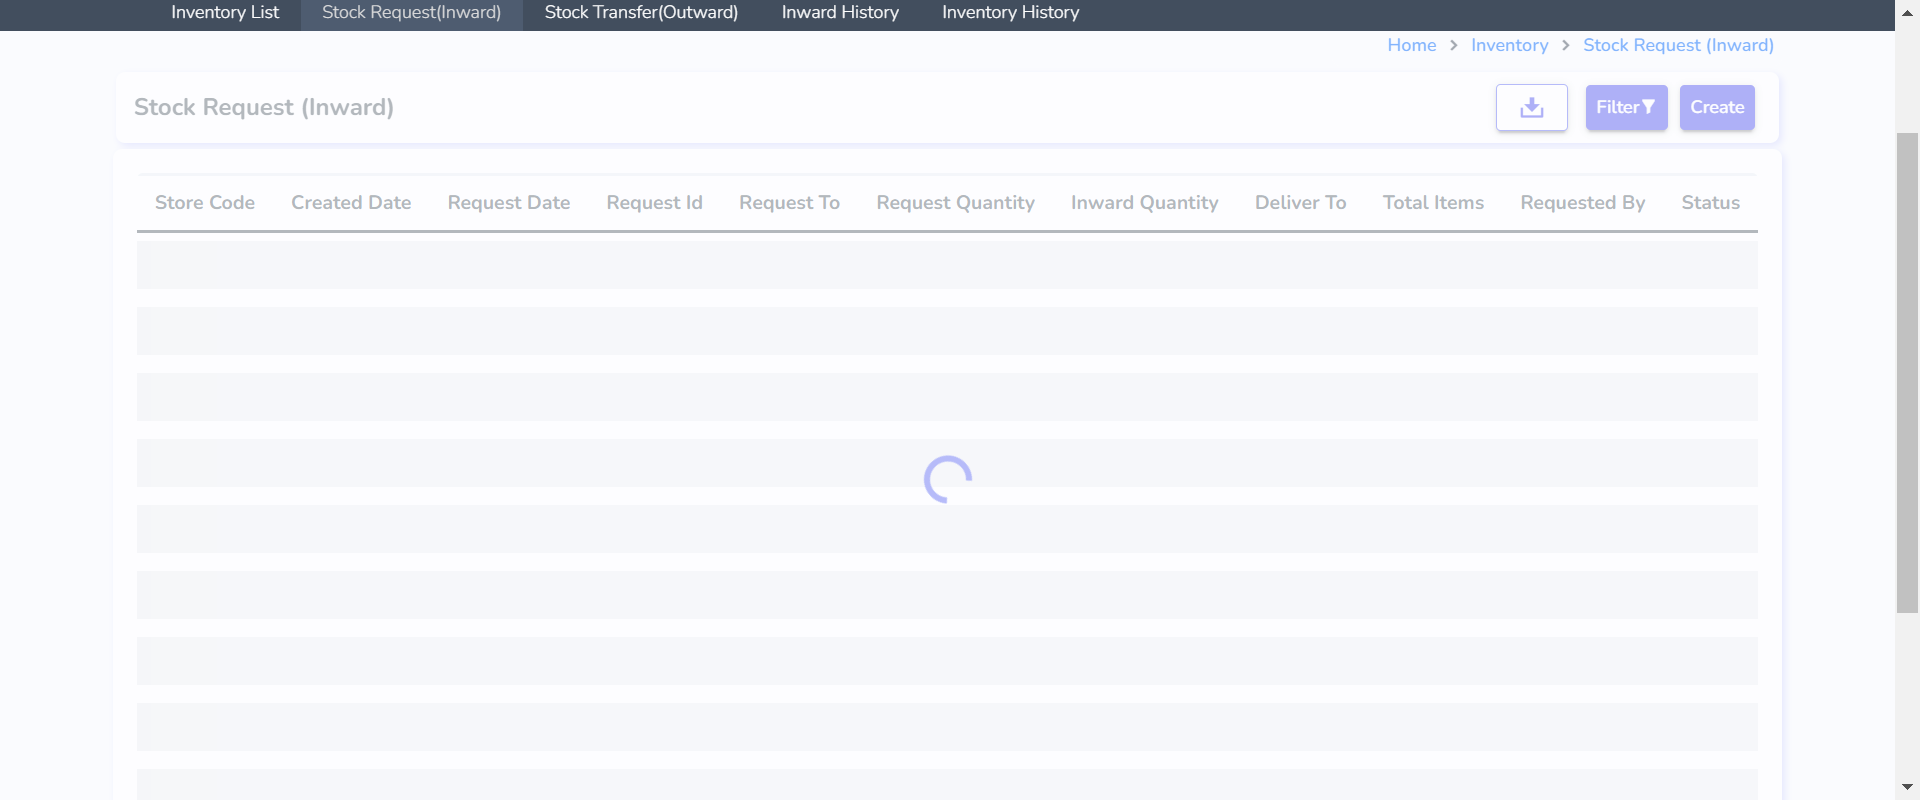 Inventory List Stock Request(Inward) Stock Transfer(Outward) Inward History Inventory History
Home Inventory Stock Request (Inward)
Stock Request (Inward) Filter Create
Store Code Created Date Request Date Request Id Request To Request Quantity Inward Quantity Deliver To Total Items Requested By Status